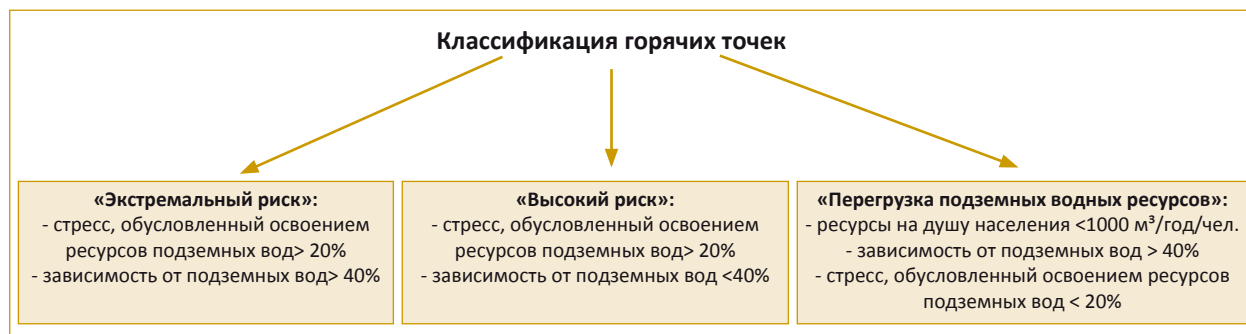 Классификация горячих точек
«Экстремальный риск»:
- стресс, обусловленный освоением
ресурсов подземных вод> 20%
- зависимость от подземных вод> 40%
«Высокий риск»:
- стресс, обусловленный освоением
ресурсов подземных вод> 20%
- зависимость от подземных вод <40%
«Перегрузка подземных водных ресурсов»:
- ресурсы на душу населения <1000 м³/год/чел.
- зависимость от подземных вод > 40%
- стресс, обусловленный освоением ресурсов
подземных вод < 20%